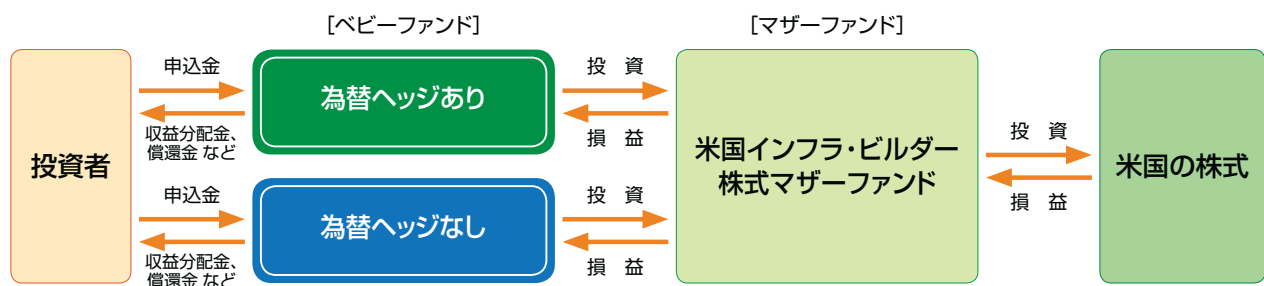 [ベビーファンド]
[マザーファンド]
投資者
申込金
収益分配金、
償還金 など
為替ヘッジあり
投 資
損 益
申込金
収益分配金、
償還金 など
為替ヘッジなし
投 資
損 益
米国インフラ・ビルダー
株式マザーファンド
投 資
損 益
米国の株式